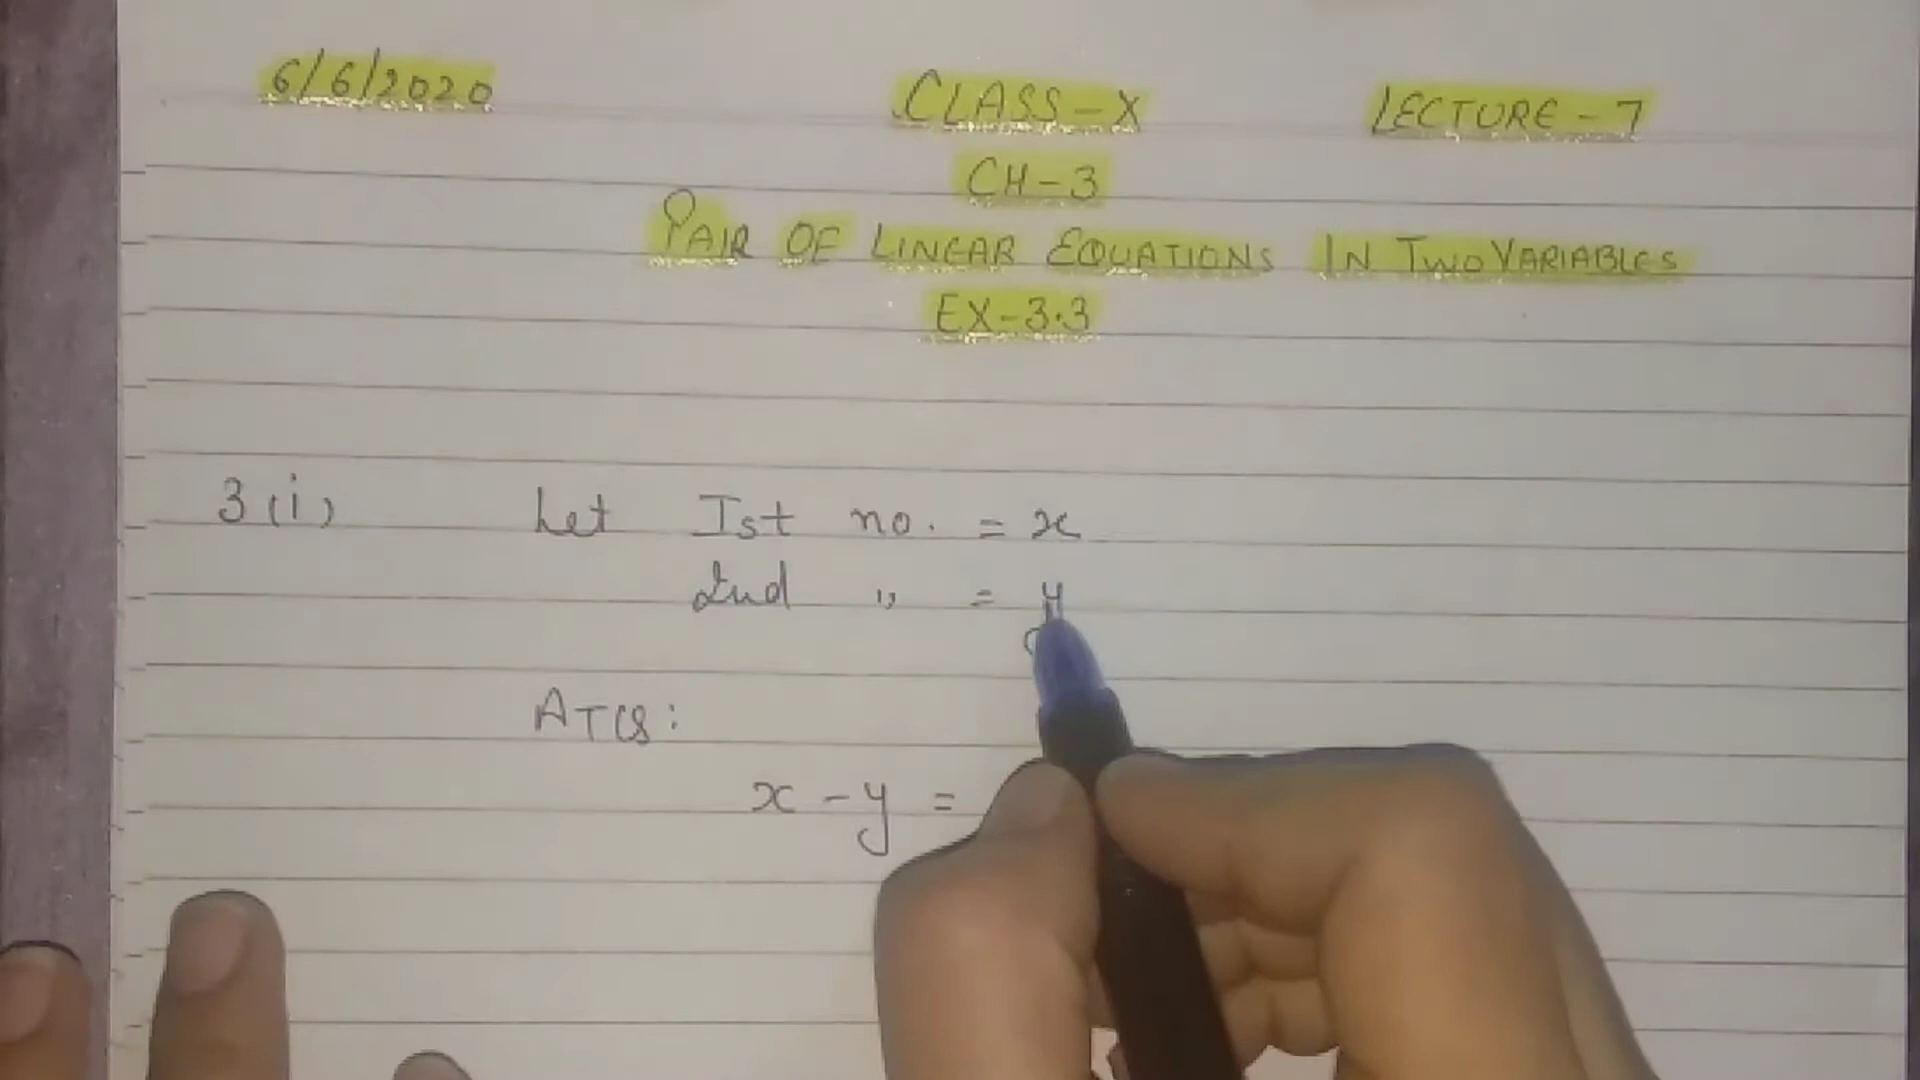 6/6/2020 CLASS-X LECTURE-7
CH-3
PAIR OF LINEAR EQUATIONS IN TWO VARIABLES
EX-3.3
3(i) Let Ist no. = x
2nd ,, = y
ATQ:
x - y =